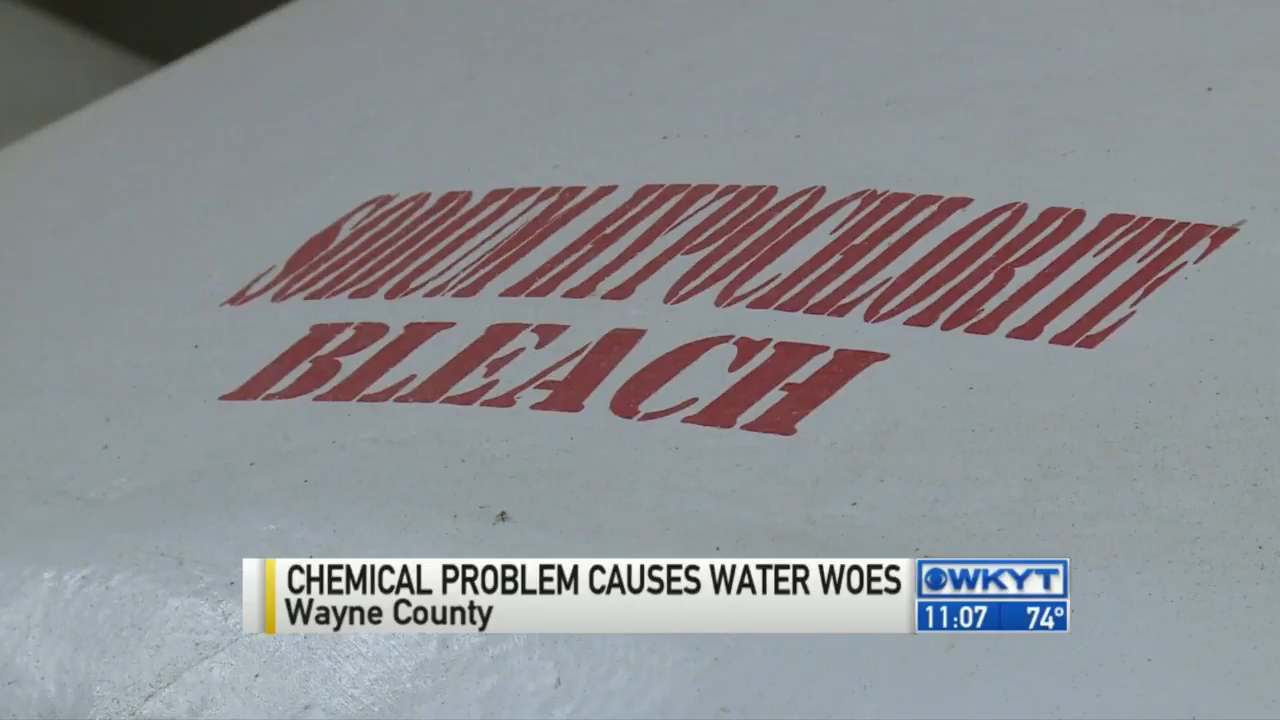 SODIUM HYPOCHLORITE
BLEACH
CHEMICAL PROBLEM CAUSES WATER WOES
Wayne County
WKYT
11:07 74°